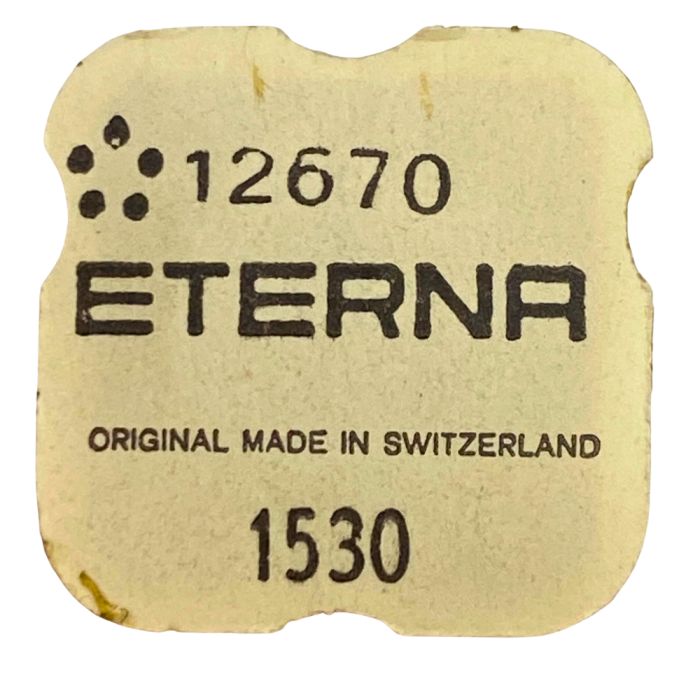 12670
ETERNA
ORIGINAL MADE IN SWITZERLAND
1530